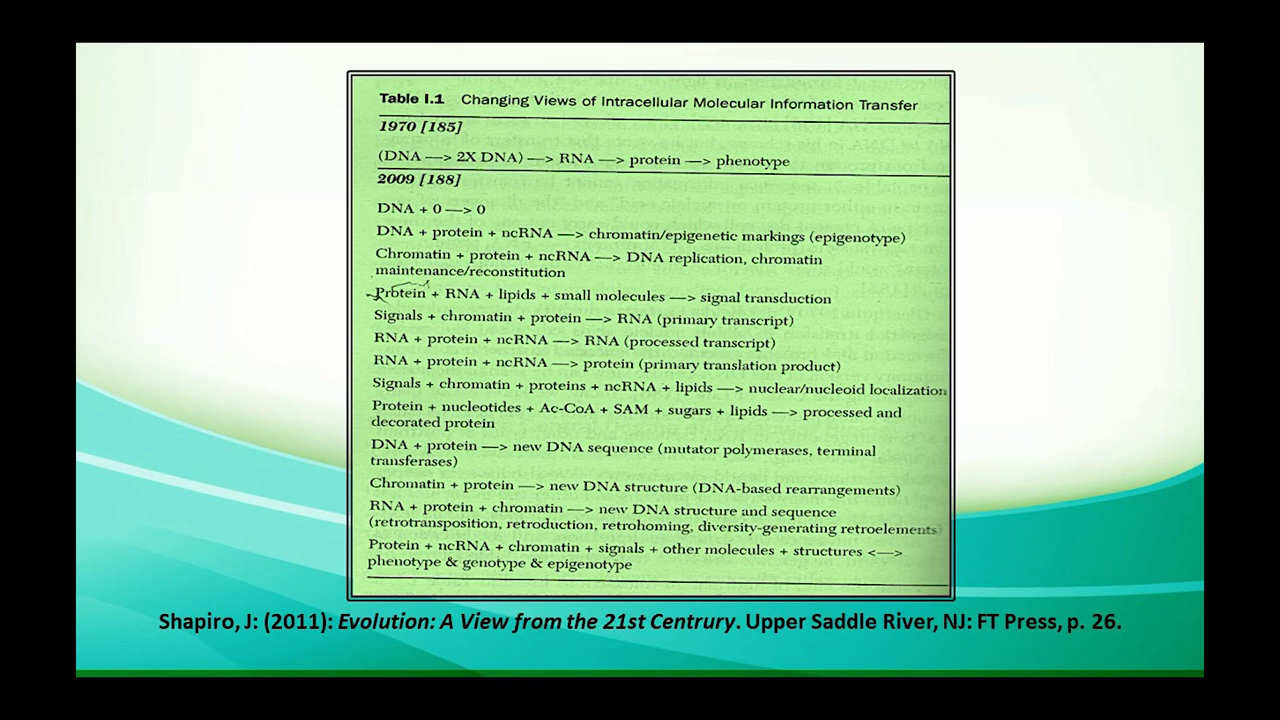 Table I.1 Changing Views of Intracellular Molecular Information Transfer
1970 [185]
(DNA —> 2X DNA) —> RNA —> protein —> phenotype
2009 [188]
DNA + 0 —> 0
DNA + protein + ncRNA —> chromatin/epigenetic markings (epigenotype)
Chromatin + protein + ncRNA —> DNA replication, chromatin
maintenance/reconstitution
Protein + RNA + lipids + small molecules —> signal transduction
Signals + chromatin + protein —> RNA (primary transcript)
RNA + protein + ncRNA —> RNA (processed transcript)
RNA + protein + ncRNA —> protein (primary translation product)
Signals + chromatin + proteins + ncRNA + lipids —> nuclear/nucleoid localization
Protein + nucleotides + Ac-CoA + SAM + sugars + lipids —> processed and
decorated protein
DNA + protein —> new DNA sequence (mutator polymerases, terminal
transferases)
Chromatin + protein —> new DNA structure (DNA-based rearrangements)
RNA + protein + chromatin —> new DNA structure and sequence
(retrotransposition, retroduction, retrohoming, diversity-generating retroelements)
Protein + ncRNA + chromatin + signals + other molecules + structures <—>
phenotype & genotype & epigenotype
Shapiro, J: (2011): Evolution: A View from the 21st Centrury. Upper Saddle River, NJ: FT Press, p. 26.